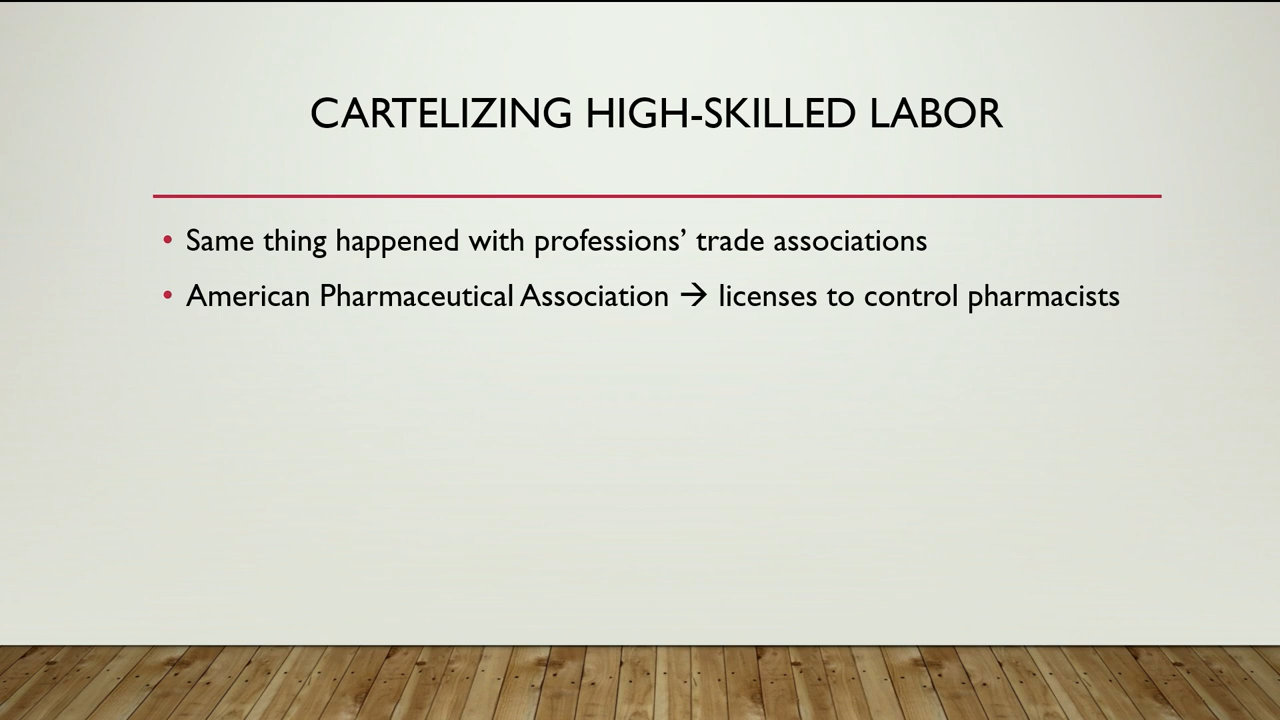 CARTELIZING HIGH-SKILLED LABOR
• Same thing happened with professions’ trade associations
• American Pharmaceutical Association → licenses to control pharmacists